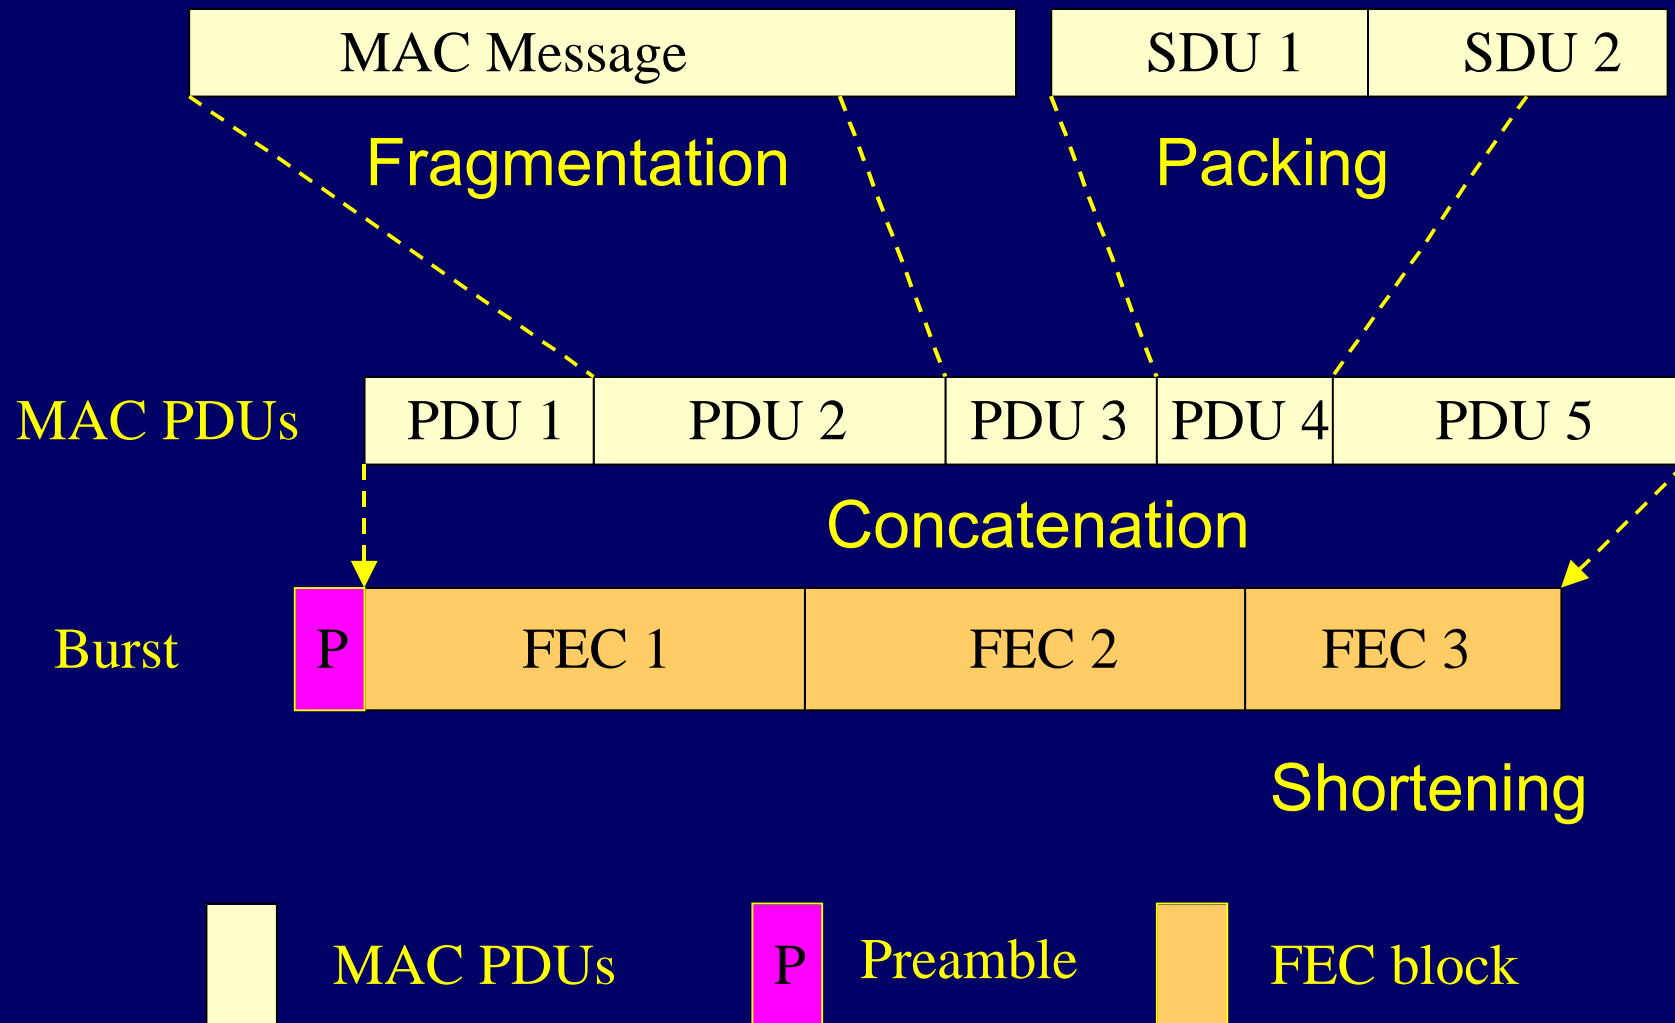 MAC Message
SDU 1
SDU 2
Fragmentation
Packing
MAC PDUs
PDU 1
PDU 2
PDU 3
PDU 4
PDU 5
Concatenation
Burst
P
FEC 1
FEC 2
FEC 3
Shortening
MAC PDUs
P
Preamble
FEC block